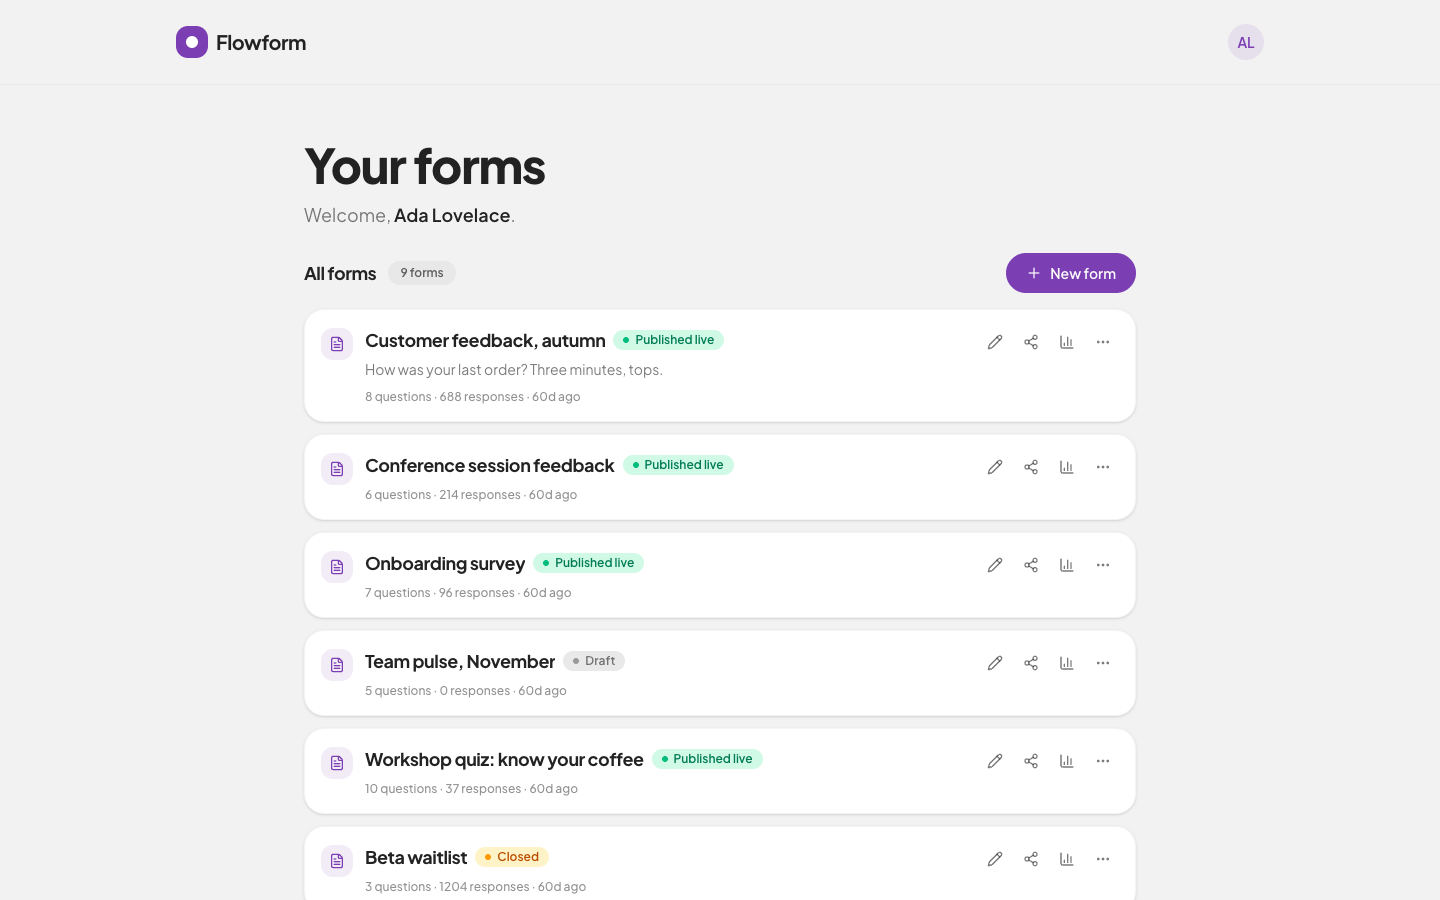 Flowform
AL
Your forms
Welcome, Ada Lovelace.
All forms 9 forms
New form
Customer feedback, autumn Published live
How was your last order? Three minutes, tops.
8 questions · 688 responses · 60d ago
Conference session feedback Published live
6 questions · 214 responses · 60d ago
Onboarding survey Published live
7 questions · 96 responses · 60d ago
Team pulse, November Draft
5 questions · 0 responses · 60d ago
Workshop quiz: know your coffee Published live
10 questions · 37 responses · 60d ago
Beta waitlist Closed
3 questions · 1204 responses · 60d ago